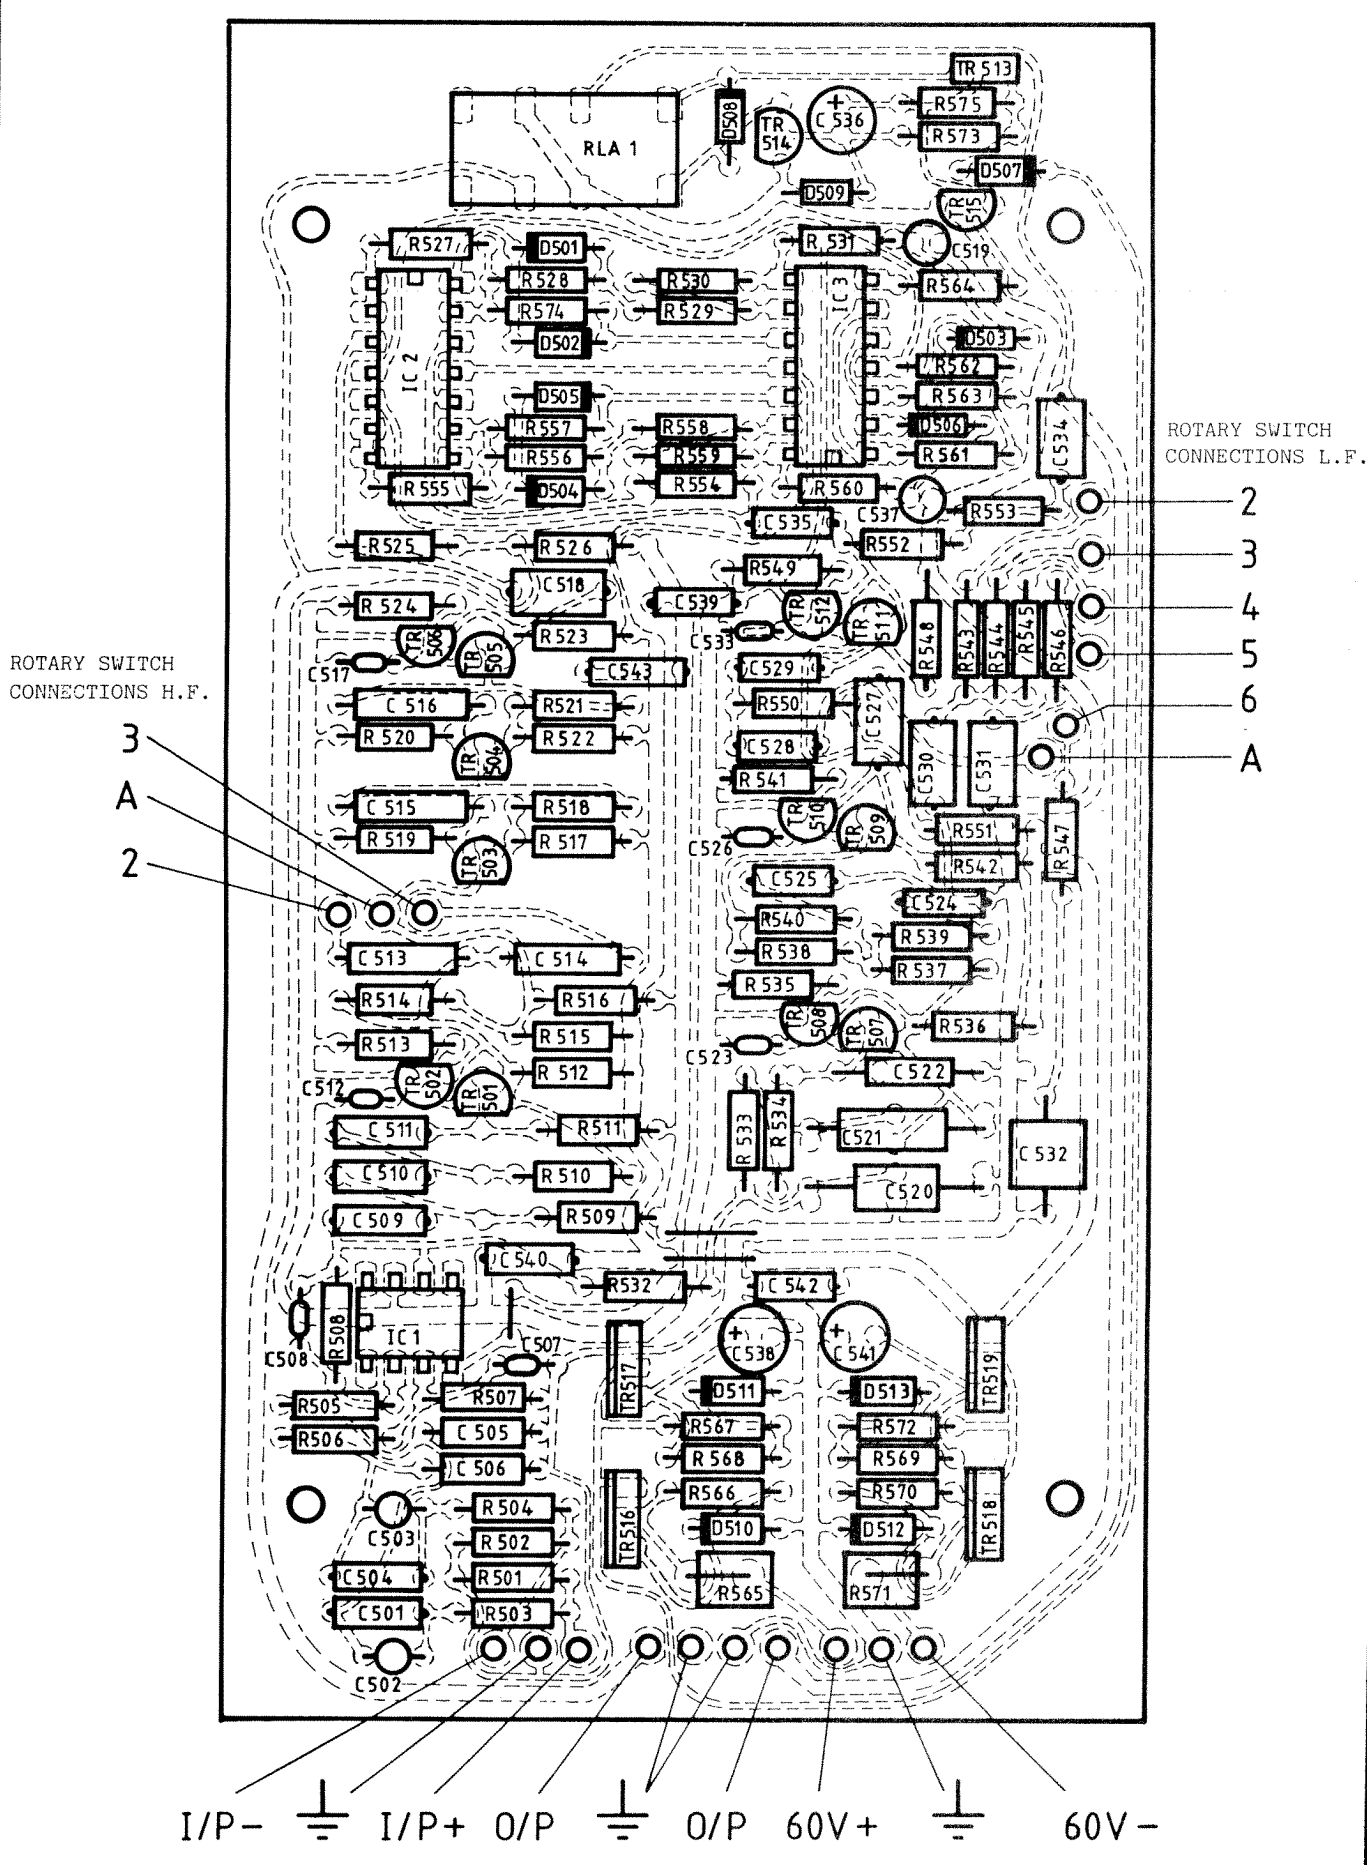 TR 513
R575
C 536
D508
TR 514
R573
RLA 1
D507
D509
TR 515
R527
D501
R 531
C519
R528
R530
IC 3
R564
R574
R529
D502
D503
IC 2
R562
D505
R563
R557
R558
D506
C534
ROTARY SWITCH
CONNECTIONS L.F.
R556
R559
R561
R 555
D504
R554
R560
C537
R553
2
C535
R525
R526
R552
3
R549
C518
C539
R524
TR 512
TR 511
R548
R543
R544
R545
R546
4
TR 506
R523
C533
5
ROTARY SWITCH
CONNECTIONS H.F.
C517
TR 505
C543
C529
C 516
R521
R550
C527
6
3
R 520
R522
C528
C530
C531
A
TR 504
R541
A
C 515
R518
TR 510
TR 509
R551
R547
R519
R 517
C526
R542
2
TR 503
C525
C524
R540
R539
C 513
C 514
R538
R537
R514
R516
R535
R513
R515
TR 508
TR 507
R536
C523
TR 502
R 512
C522
C512
TR 501
C 511
R511
R 533
R 534
C521
C 532
C 510
R 510
C520
C 509
R509
C 540
R532
C 542
R508
IC 1
C508
C507
TR517
C538
C541
TR519
R505
R507
D511
D513
R506
C 505
R567
R572
C 506
R 568
R569
R 504
R566
R570
C503
R 502
TR516
D510
D512
TR518
C 504
R501
R565
R571
C501
R503
C502
I/P-
I/P+
O/P
O/P
60V+
60V-